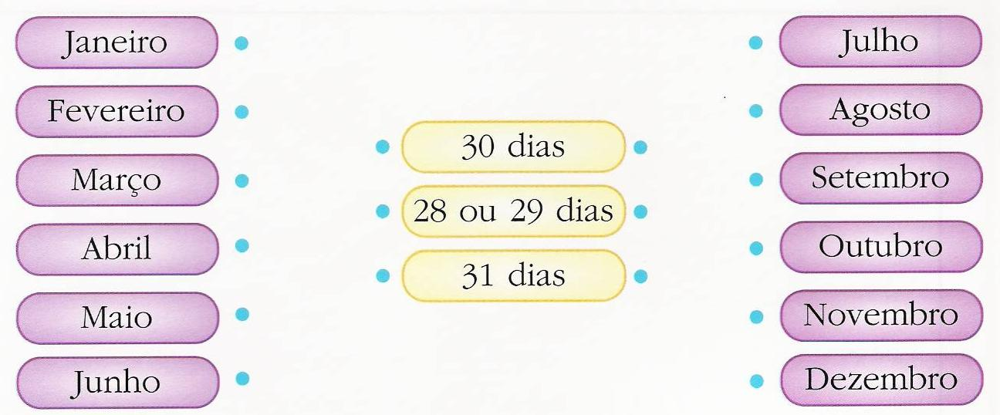 Janeiro
Fevereiro
Março
Abril
Maio
Junho
30 dias
28 ou 29 dias
31 dias
Julho
Agosto
Setembro
Outubro
Novembro
Dezembro